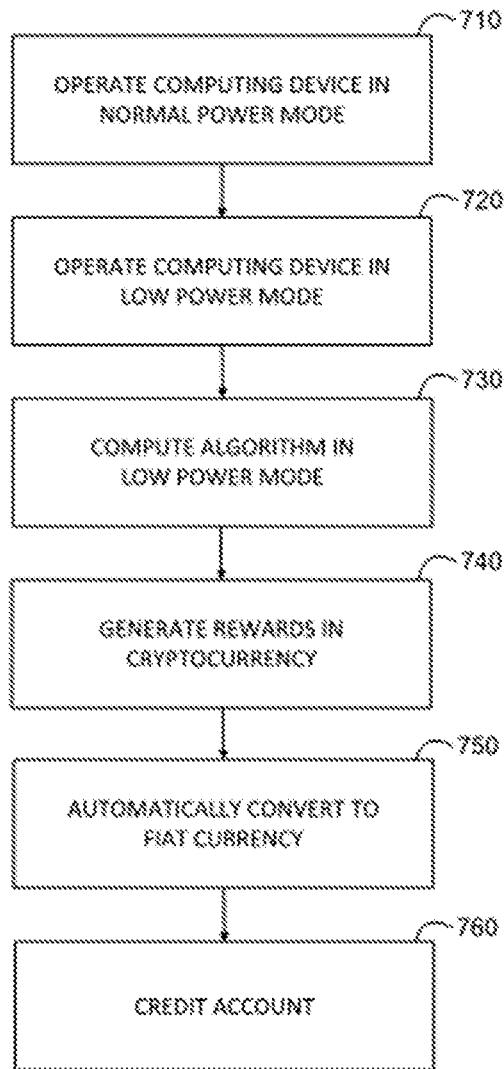 710
OPERATE COMPUTING DEVICE IN
NORMAL POWER MODE
720
OPERATE COMPUTING DEVICE IN
LOW POWER MODE
730
COMPUTE ALGORITHM IN
LOW POWER MODE
740
GENERATE REWARDS IN
CRYPTOCURRENCY
750
AUTOMATICALLY CONVERT TO
FIAT CURRENCY
760
CREDIT ACCOUNT